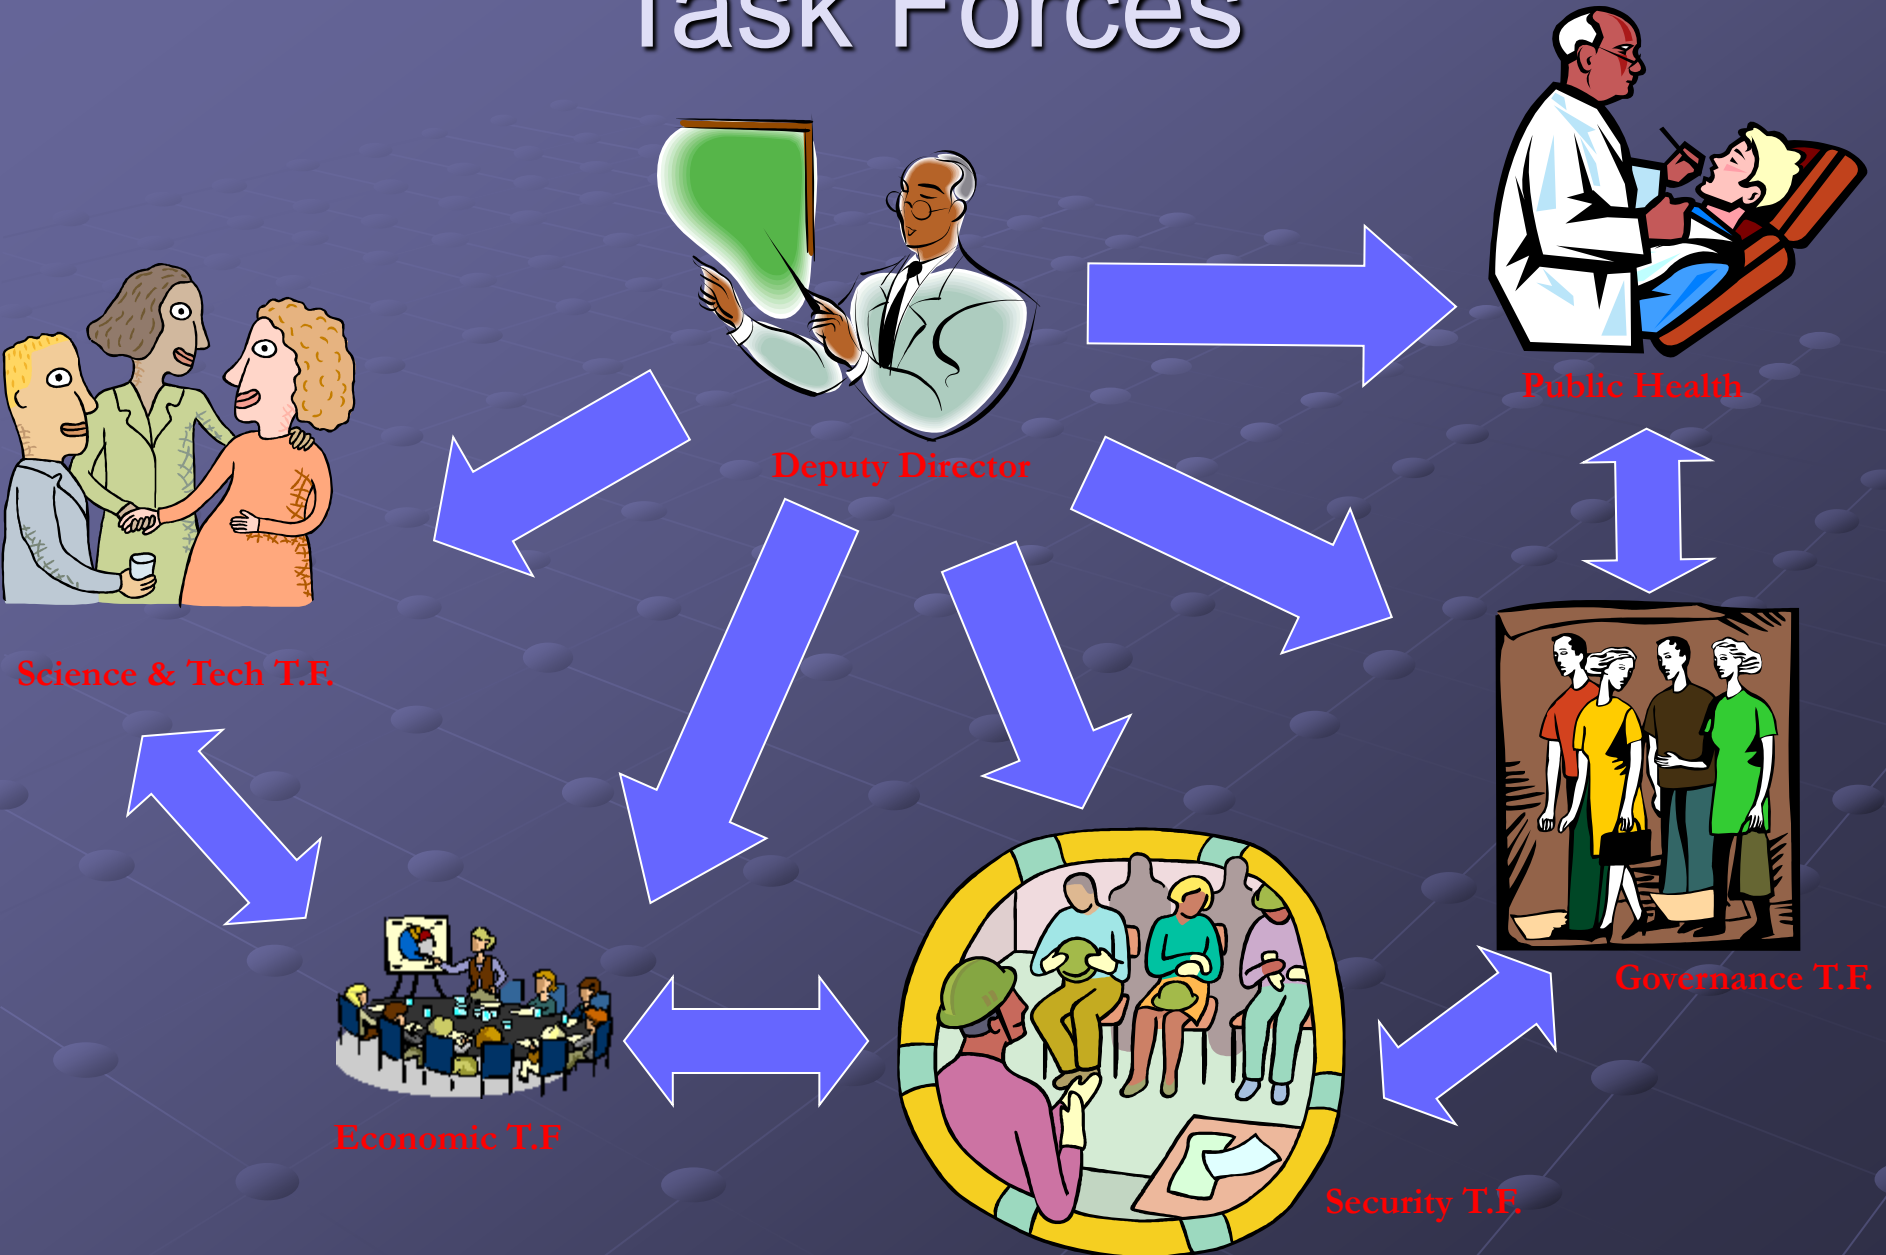 Task Forces
Public Health
Deputy Director
Science & Tech T.F.
Governance T.F.
Economic T.F
Security T.F.